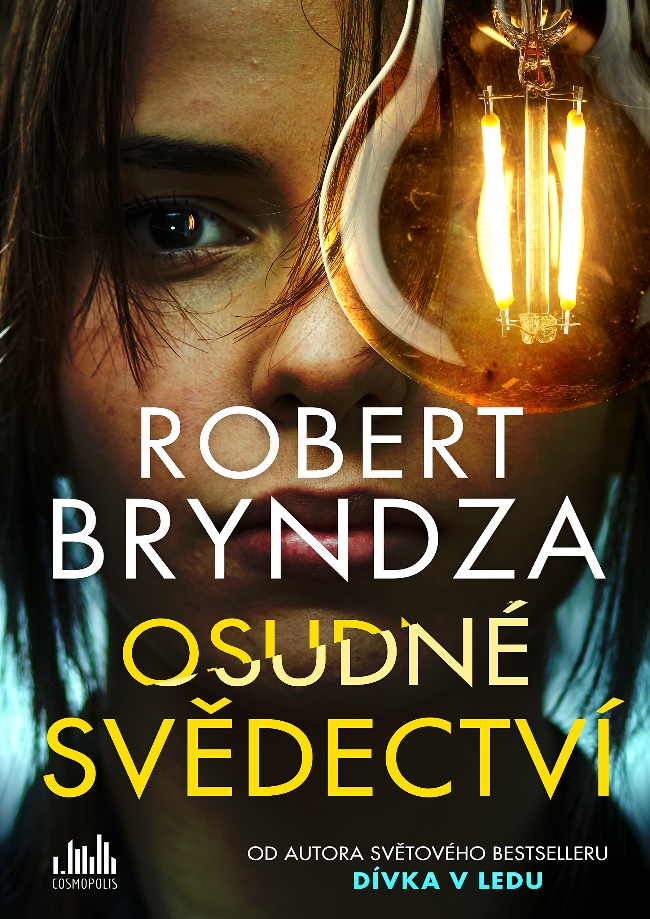 ROBERT
BRYNDZA
OSUDNÉ
SVĚDECTVÍ
COSMOPOLIS
OD AUTORA SVĚTOVÉHO BESTSELLERU
DÍVKA V LEDU